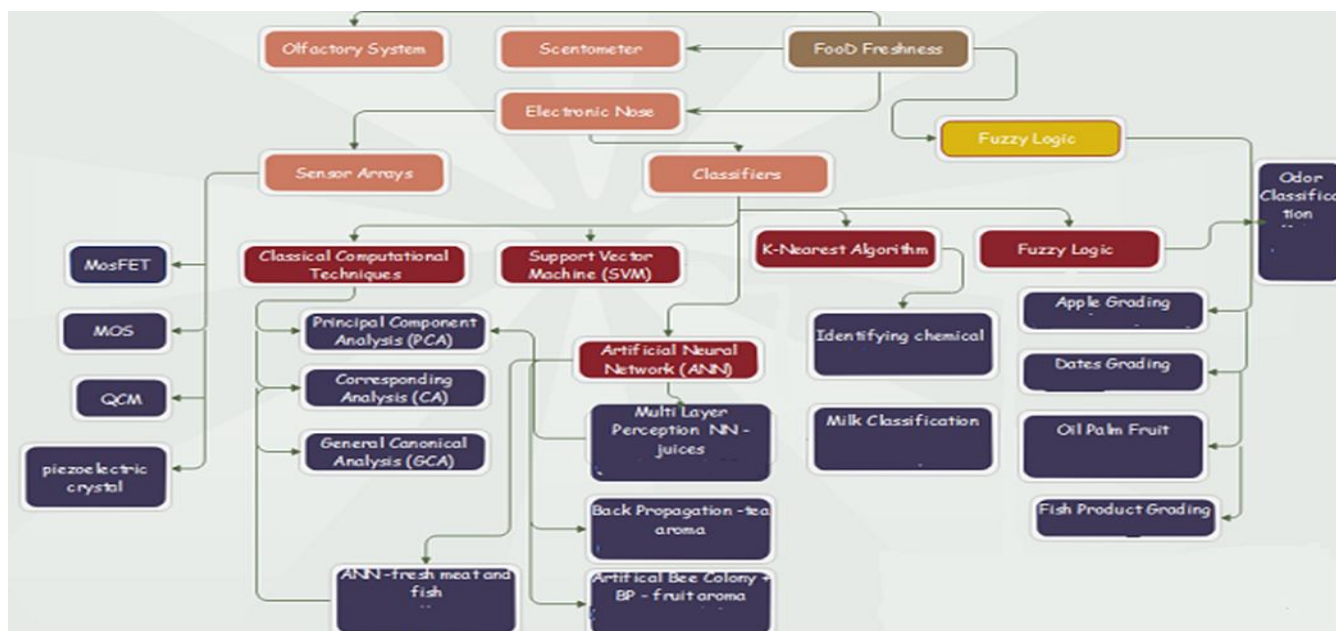 Olfactory System
Scentometer
FooD Freshness
Electronic Nose
Fuzzy Logic
Sensor Arrays
Classifiers
Odor
Classifica
tion
Classical Computational
Techniques
Support Vector
Machine (SVM)
K-Nearest Algorithm
Fuzzy Logic
MosFET
MOS
QCM
piezoelectric
crystal
Principal Component
Analysis (PCA)
Corresponding
Analysis (CA)
General Canonical
Analysis (GCA)
Artificial Neural
Network (ANN)
Multi Layer
Perception NN -
juices
Back Propagation -tea
aroma
Artifical Bee Colony +
BP - fruit aroma
ANN -fresh meat and
fish
Identifying chemical
Milk Classification
Apple Grading
Dates Grading
Oil Palm Fruit
Fish Product Grading